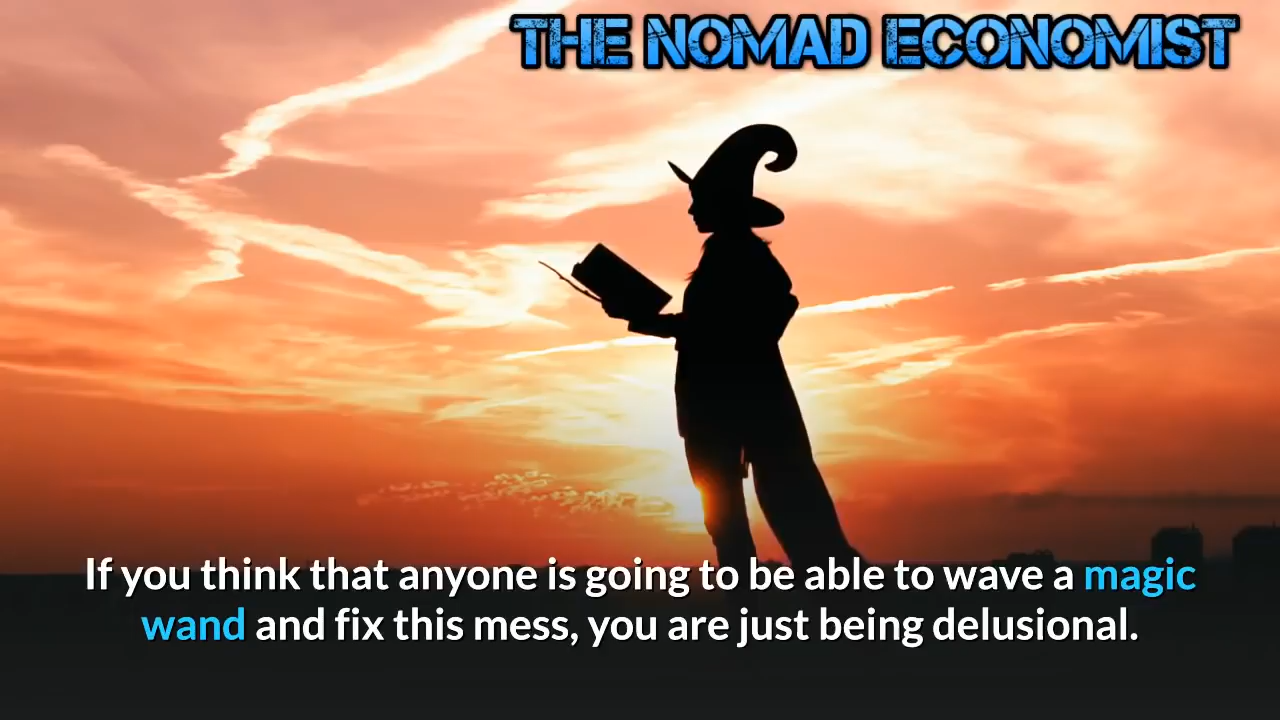 THE NOMAD ECONOMIST
If you think that anyone is going to be able to wave a magic
wand and fix this mess, you are just being delusional.